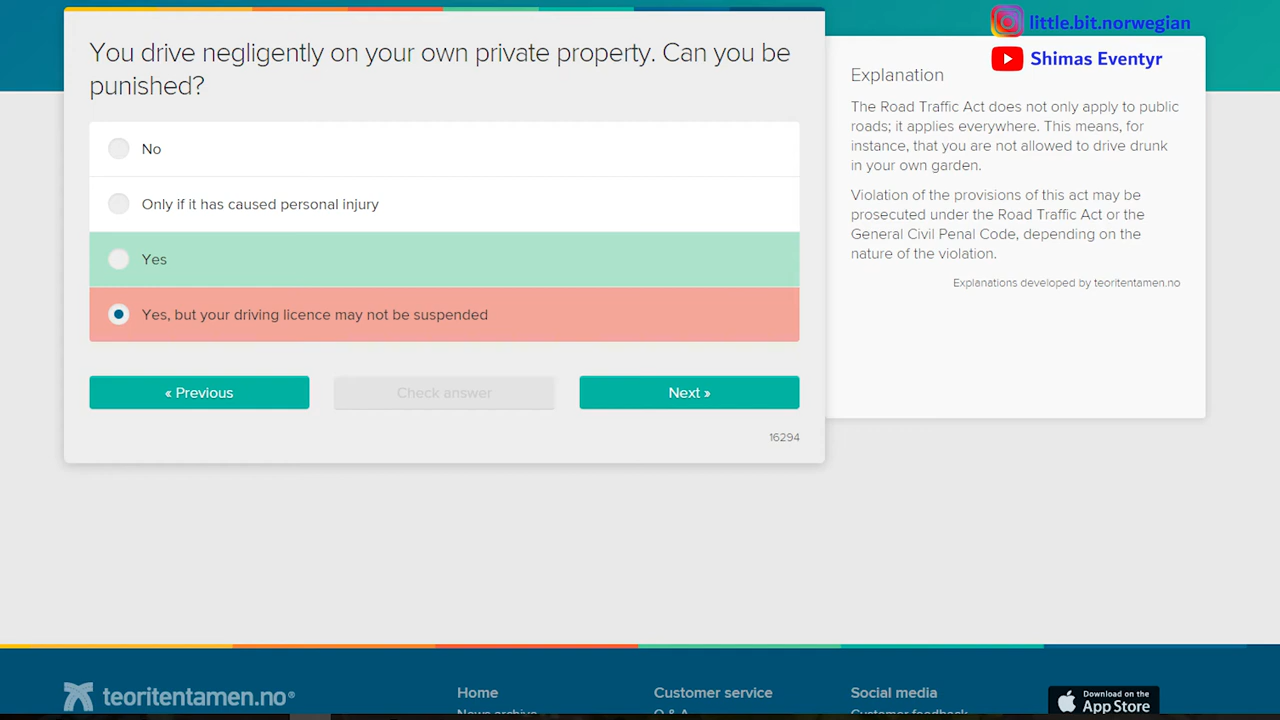 little.bit.norwegian
Shimas Eventyr
You drive negligently on your own private property. Can you be
punished?
No
Only if it has caused personal injury
Yes
Yes, but your driving licence may not be suspended
« Previous
Check answer
Next »
16294
Explanation
The Road Traffic Act does not only apply to public
roads; it applies everywhere. This means, for
instance, that you are not allowed to drive drunk
in your own garden.
Violation of the provisions of this act may be
prosecuted under the Road Traffic Act or the
General Civil Penal Code, depending on the
nature of the violation.
Explanations developed by teoritentamen.no
teoritentamen.no®
Home
News archive
Customer service
Q & A
Social media
Customer feedback
Download on the
App Store